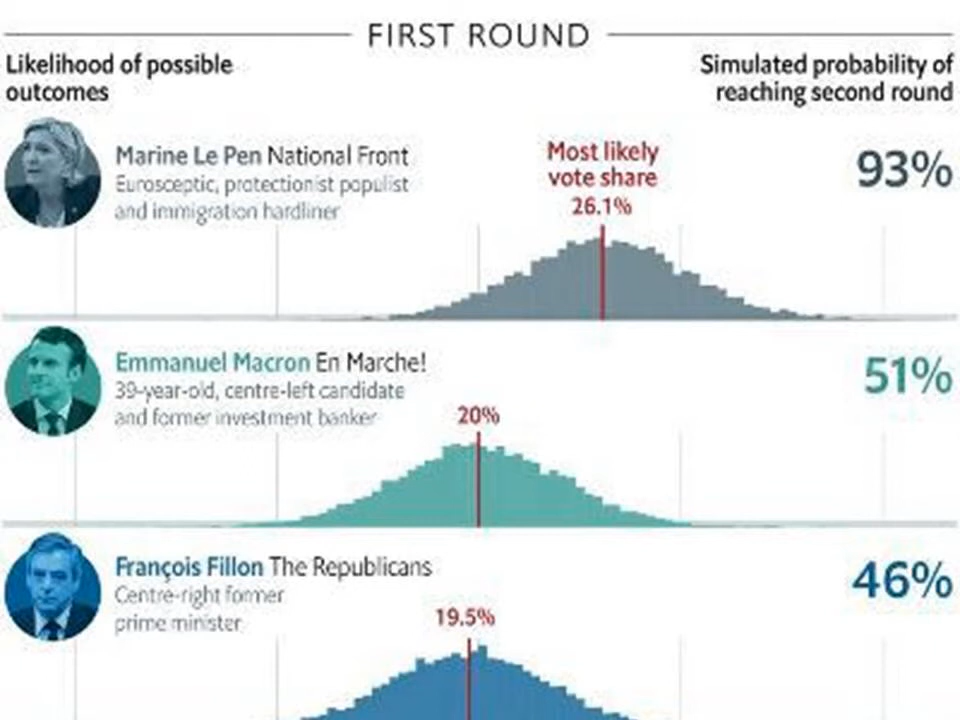 FIRST ROUND
Likelihood of possible
outcomes
Simulated probability of
reaching second round
Marine Le Pen National Front
Eurosceptic, protectionist populist
and immigration hardliner
Most likely
vote share
26.1%
93%
Emmanuel Macron En Marche!
39-year-old, centre-left candidate
and former investment banker
20%
51%
François Fillon The Republicans
Centre-right former
prime minister
19.5%
46%